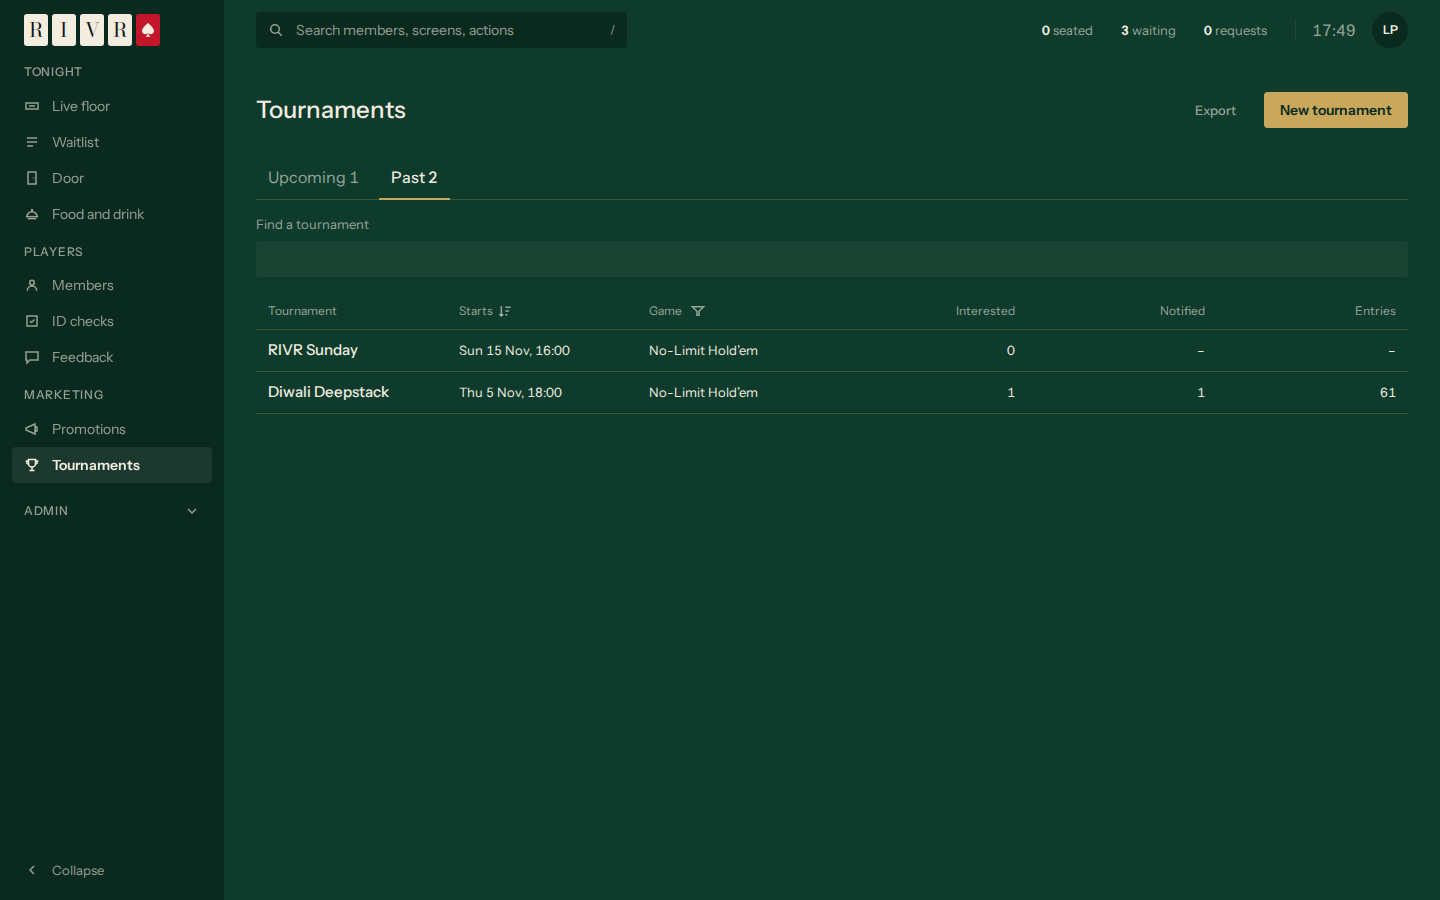 RIVR
Search members, screens, actions /
0 seated 3 waiting 0 requests 17:49 LP
TONIGHT
Live floor
Waitlist
Door
Food and drink
PLAYERS
Members
ID checks
Feedback
MARKETING
Promotions
Tournaments
ADMIN
Collapse
Tournaments
Export New tournament
Upcoming 1 Past 2
Find a tournament
Tournament Starts Game Interested Notified Entries
RIVR Sunday Sun 15 Nov, 16:00 No-Limit Hold'em 0 – –
Diwali Deepstack Thu 5 Nov, 18:00 No-Limit Hold'em 1 1 61